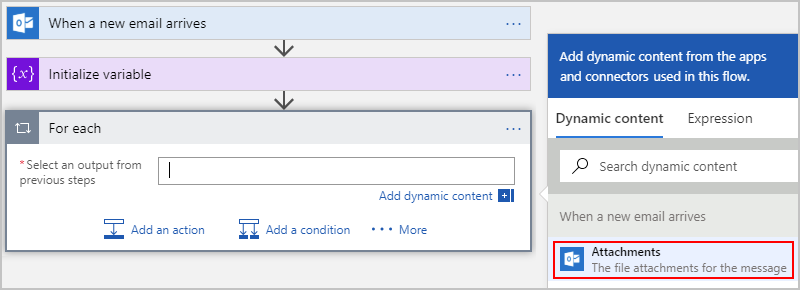 When a new email arrives
...
{x} Initialize variable
...
For each
...
*Select an output from
previous steps
Add dynamic content
Add an action
Add a condition
... More
Add dynamic content from the apps
and connectors used in this flow.
Dynamic content
Expression
Search dynamic content
When a new email arrives
Attachments
The file attachments for the message